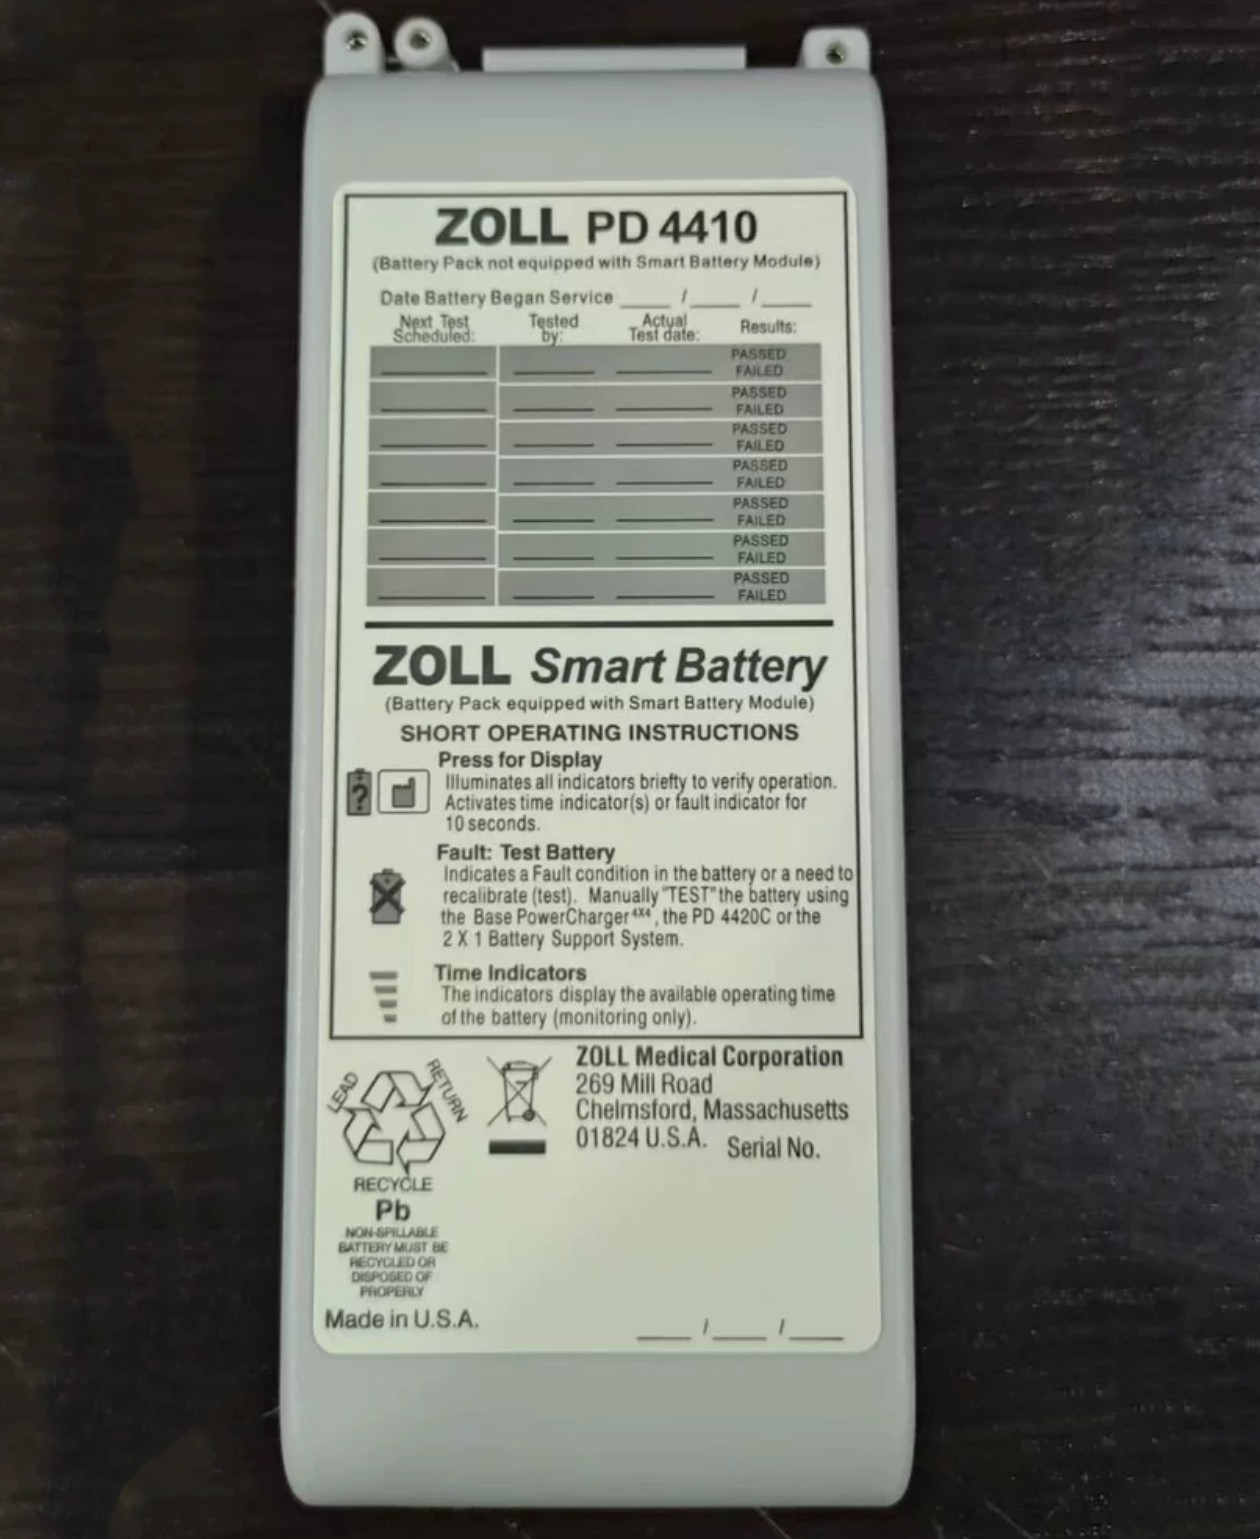 ZOLL PD 4410
(Battery Pack not equipped with Smart Battery Module)
Date Battery Began Service ____ / ____ / ____
Next Test Scheduled: Tested by: Actual Test date: Results:
PASSED
FAILED
PASSED
FAILED
PASSED
FAILED
PASSED
FAILED
PASSED
FAILED
PASSED
FAILED
PASSED
FAILED
ZOLL Smart Battery
(Battery Pack equipped with Smart Battery Module)
SHORT OPERATING INSTRUCTIONS
Press for Display
?
Illuminates all indicators briefty to verify operation.
Activates time indicator(s) or fault indicator for
10 seconds.
Fault: Test Battery
Indicates a Fault condition in the battery or a need to
recalibrate (test). Manually "TEST" the battery using
the Base PowerCharger 4X4, the PD 4420C or the
2 X 1 Battery Support System.
Time Indicators
The indicators display the available operating time
of the battery (monitoring only).
LEAD
RETURN
RECYCLE
Pb
NON-SPILLABLE
BATTERY MUST BE
RECYCLED OR
DISPOSED OF
PROPERLY
Made in U.S.A.
ZOLL Medical Corporation
269 Mill Road
Chelmsford, Massachusetts
01824 U.S.A. Serial No.
____ / ____ / ____